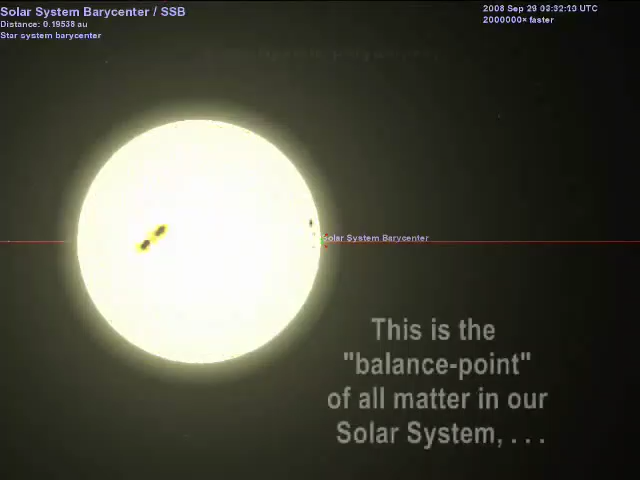 Solar System Barycenter / SSB
Distance: 0.19538 au
Star system barycenter
2008 Sep 29 03:32:10 UTC
2000000× faster
Solar System Barycenter
This is the
"balance-point"
of all matter in our
Solar System, . . .